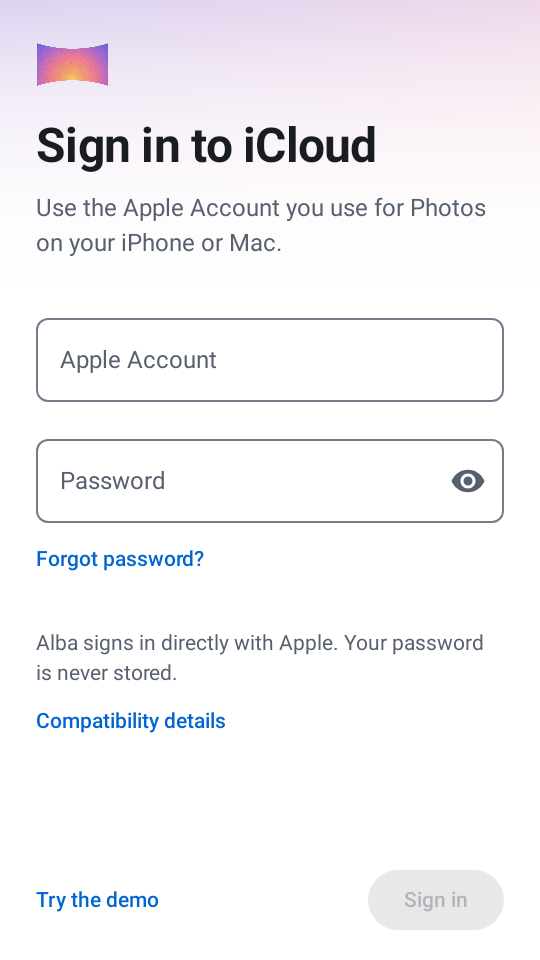 Sign in to iCloud
Use the Apple Account you use for Photos
on your iPhone or Mac.
Apple Account
Password
Forgot password?
Alba signs in directly with Apple. Your password
is never stored.
Compatibility details
Try the demo
Sign in